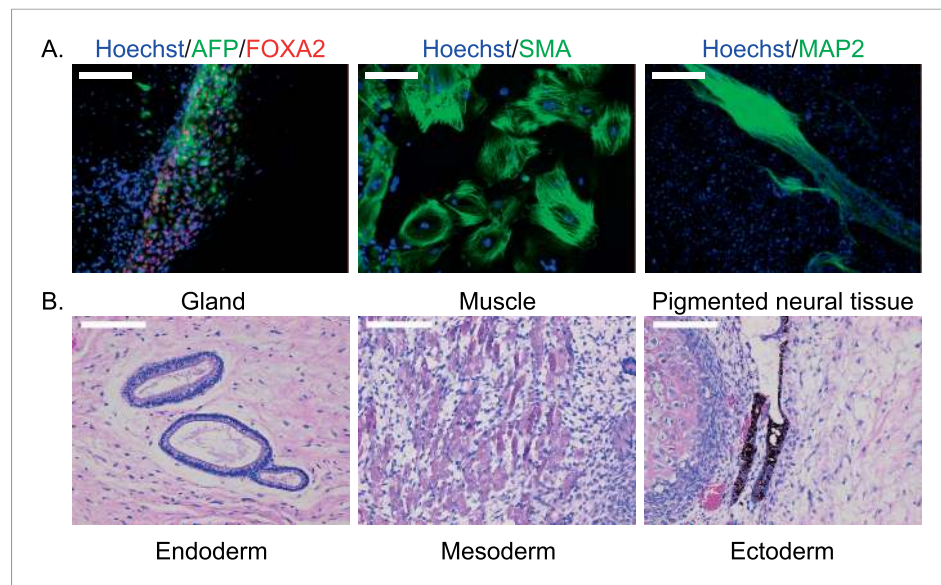 A. Hoechst/AFP/FOXA2 Hoechst/SMA Hoechst/MAP2
B. Gland Muscle Pigmented neural tissue
Endoderm Mesoderm Ectoderm